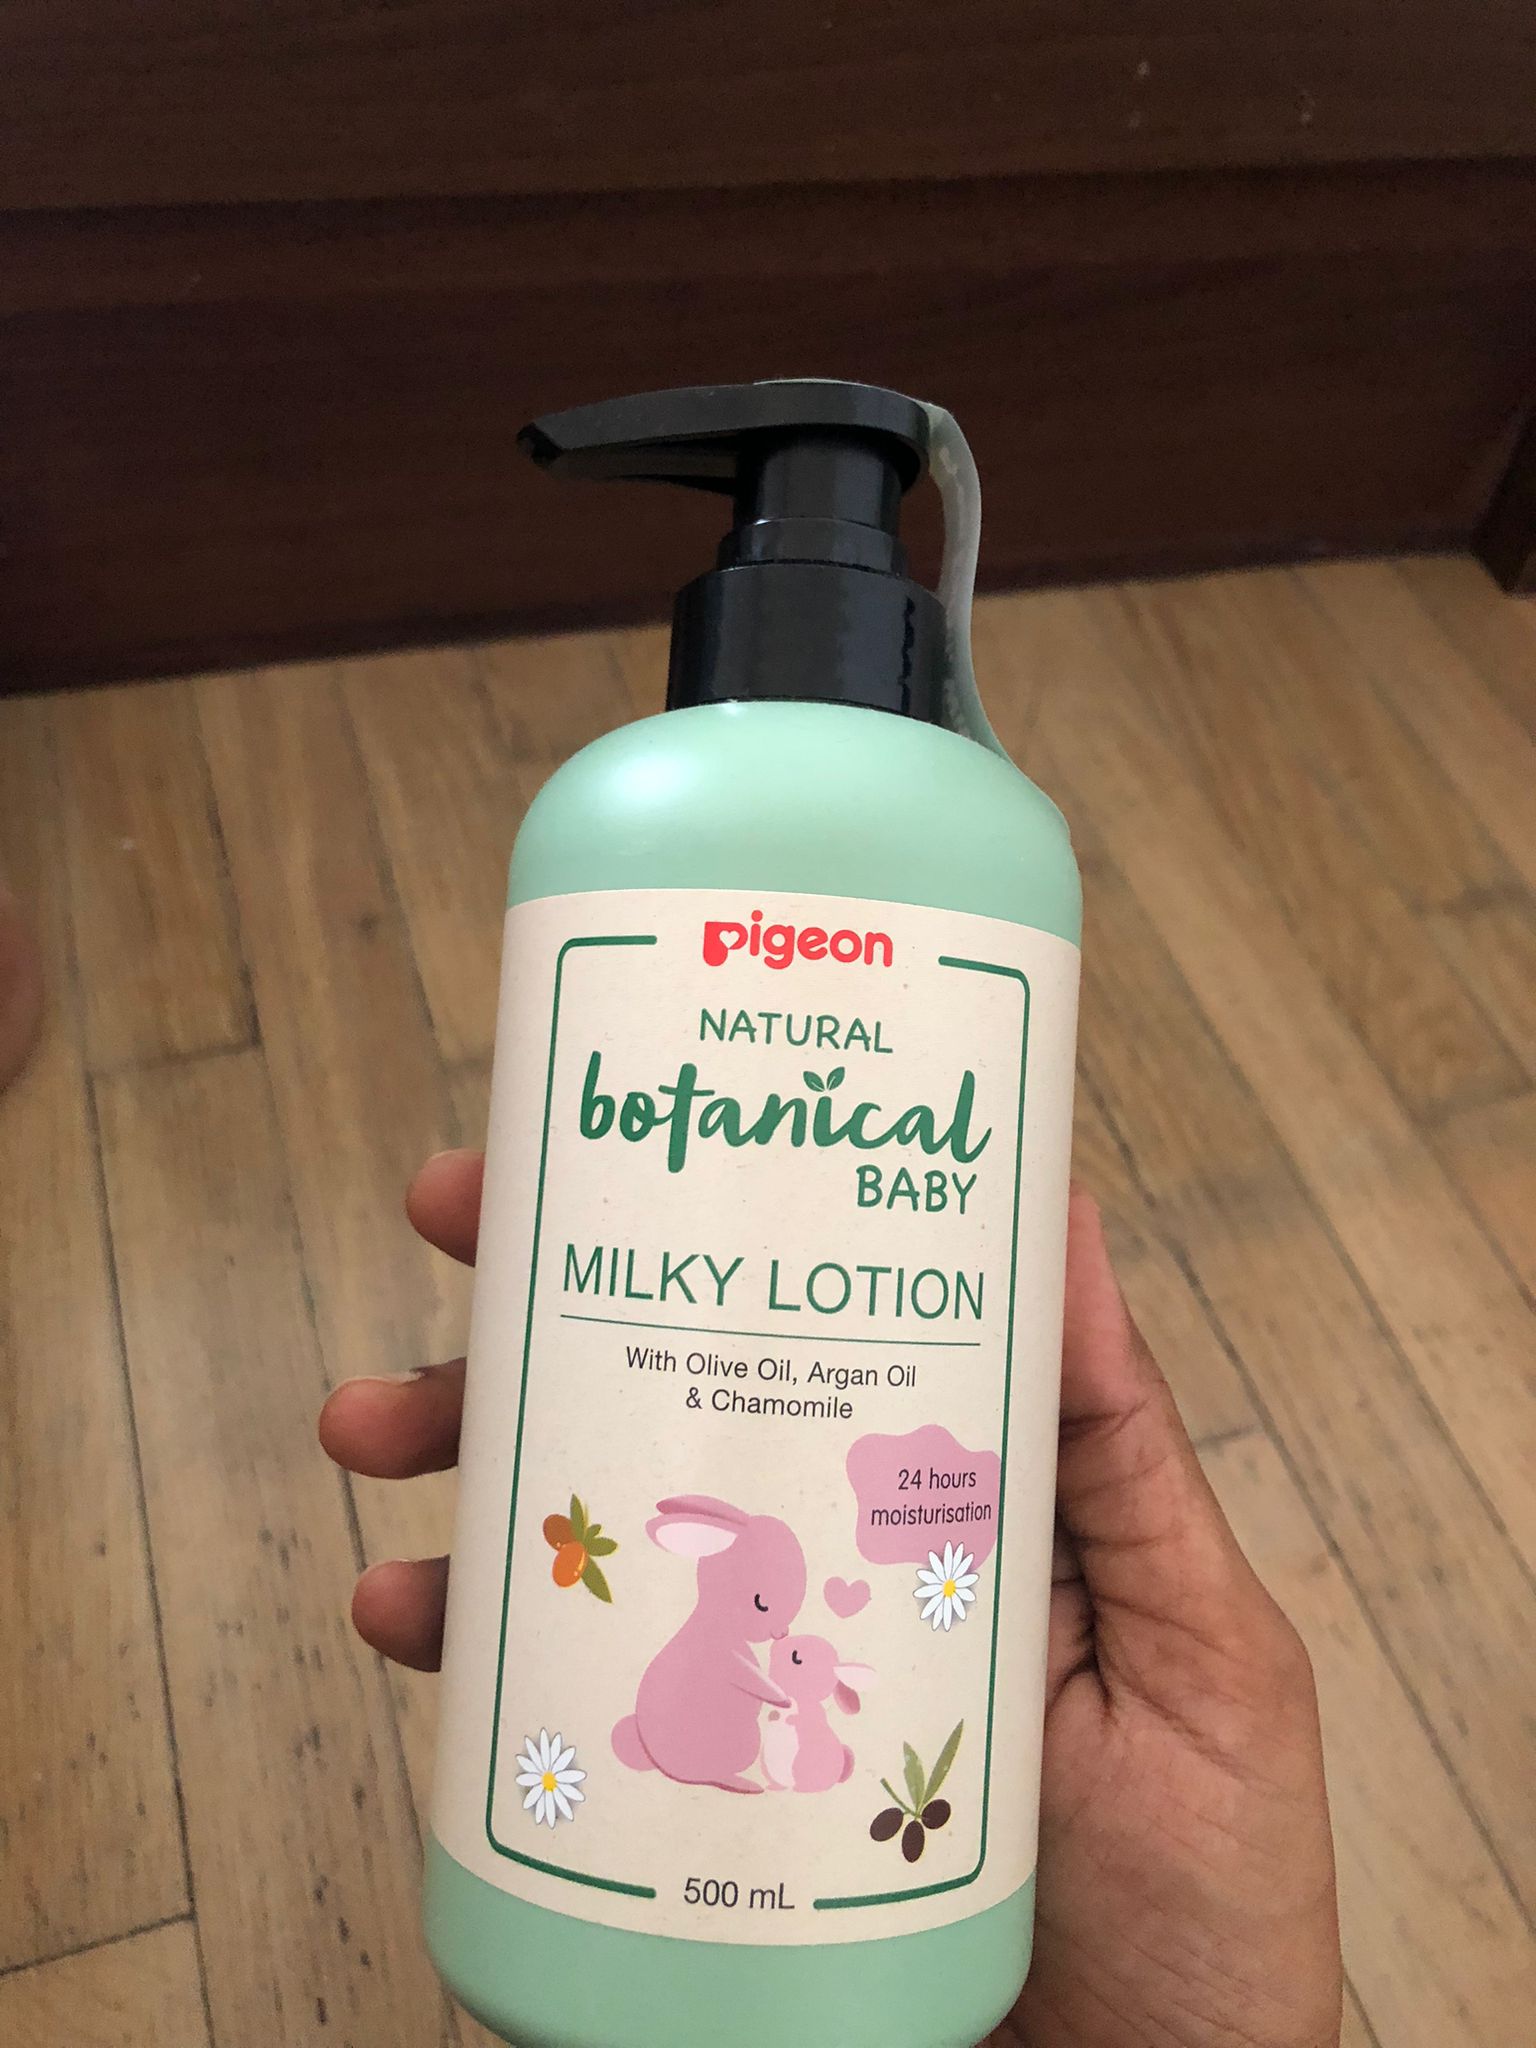 pigeon
NATURAL
botanical
BABY
MILKY LOTION
With Olive Oil, Argan Oil
& Chamomile
24 hours
moisturisation
500 mL